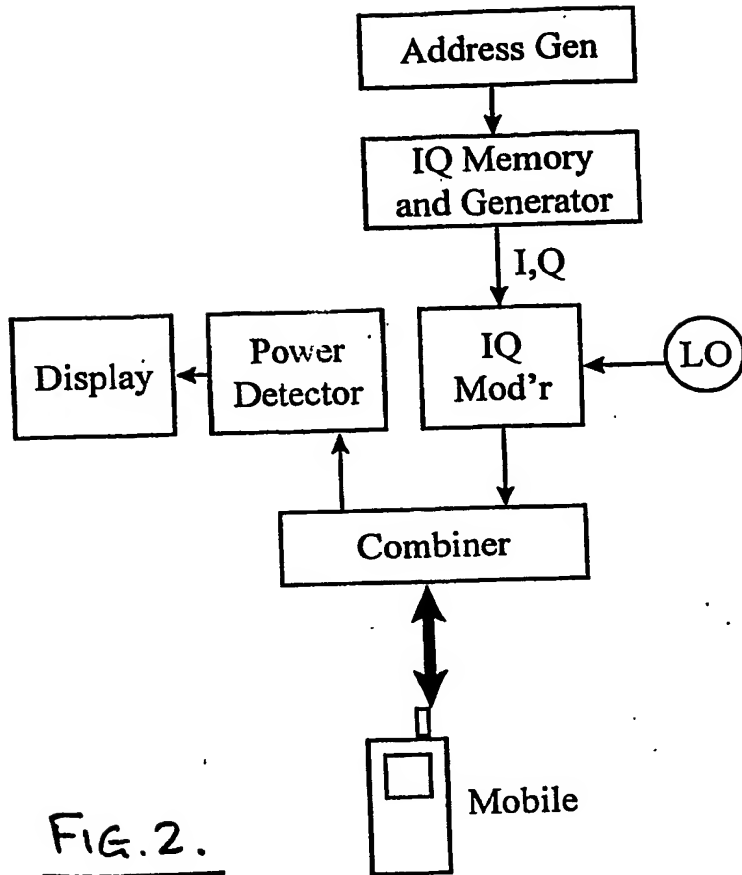 Address Gen
IQ Memory
and Generator
I,Q
Display
Power
Detector
IQ
Mod'r
LO
Combiner
Mobile
FIG.2.